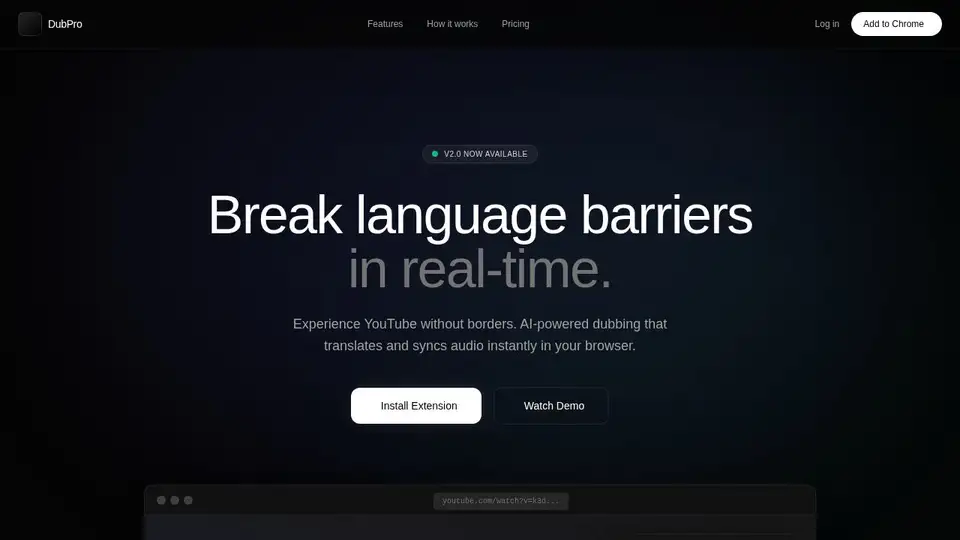 DubPro
Features
How it works
Pricing
Log in
Add to Chrome
V2.0 NOW AVAILABLE
Break language barriers
in real-time.
Experience YouTube without borders. AI-powered dubbing that
translates and syncs audio instantly in your browser.
Install Extension
Watch Demo
youtube.com/watch?v=k3d...